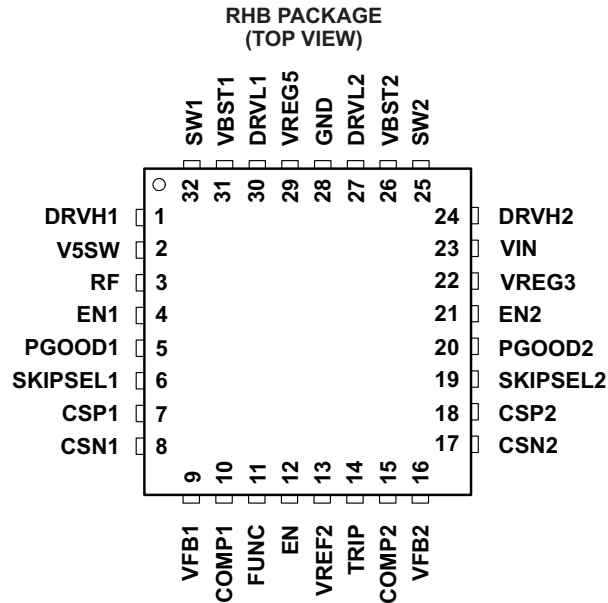 RHB PACKAGE
(TOP VIEW)
SW1
VBST1
DRVL1
VREG5
GND
DRVL2
VBST2
SW2
32
31
30
29
28
27
26
25
DRVH1 1
V5SW 2
RF 3
EN1 4
PGOOD1 5
SKIPSEL1 6
CSP1 7
CSN1 8
24 DRVH2
23 VIN
22 VREG3
21 EN2
20 PGOOD2
19 SKIPSEL2
18 CSP2
17 CSN2
9
10
11
12
13
14
15
16
VFB1
COMP1
FUNC
EN
VREF2
TRIP
COMP2
VFB2